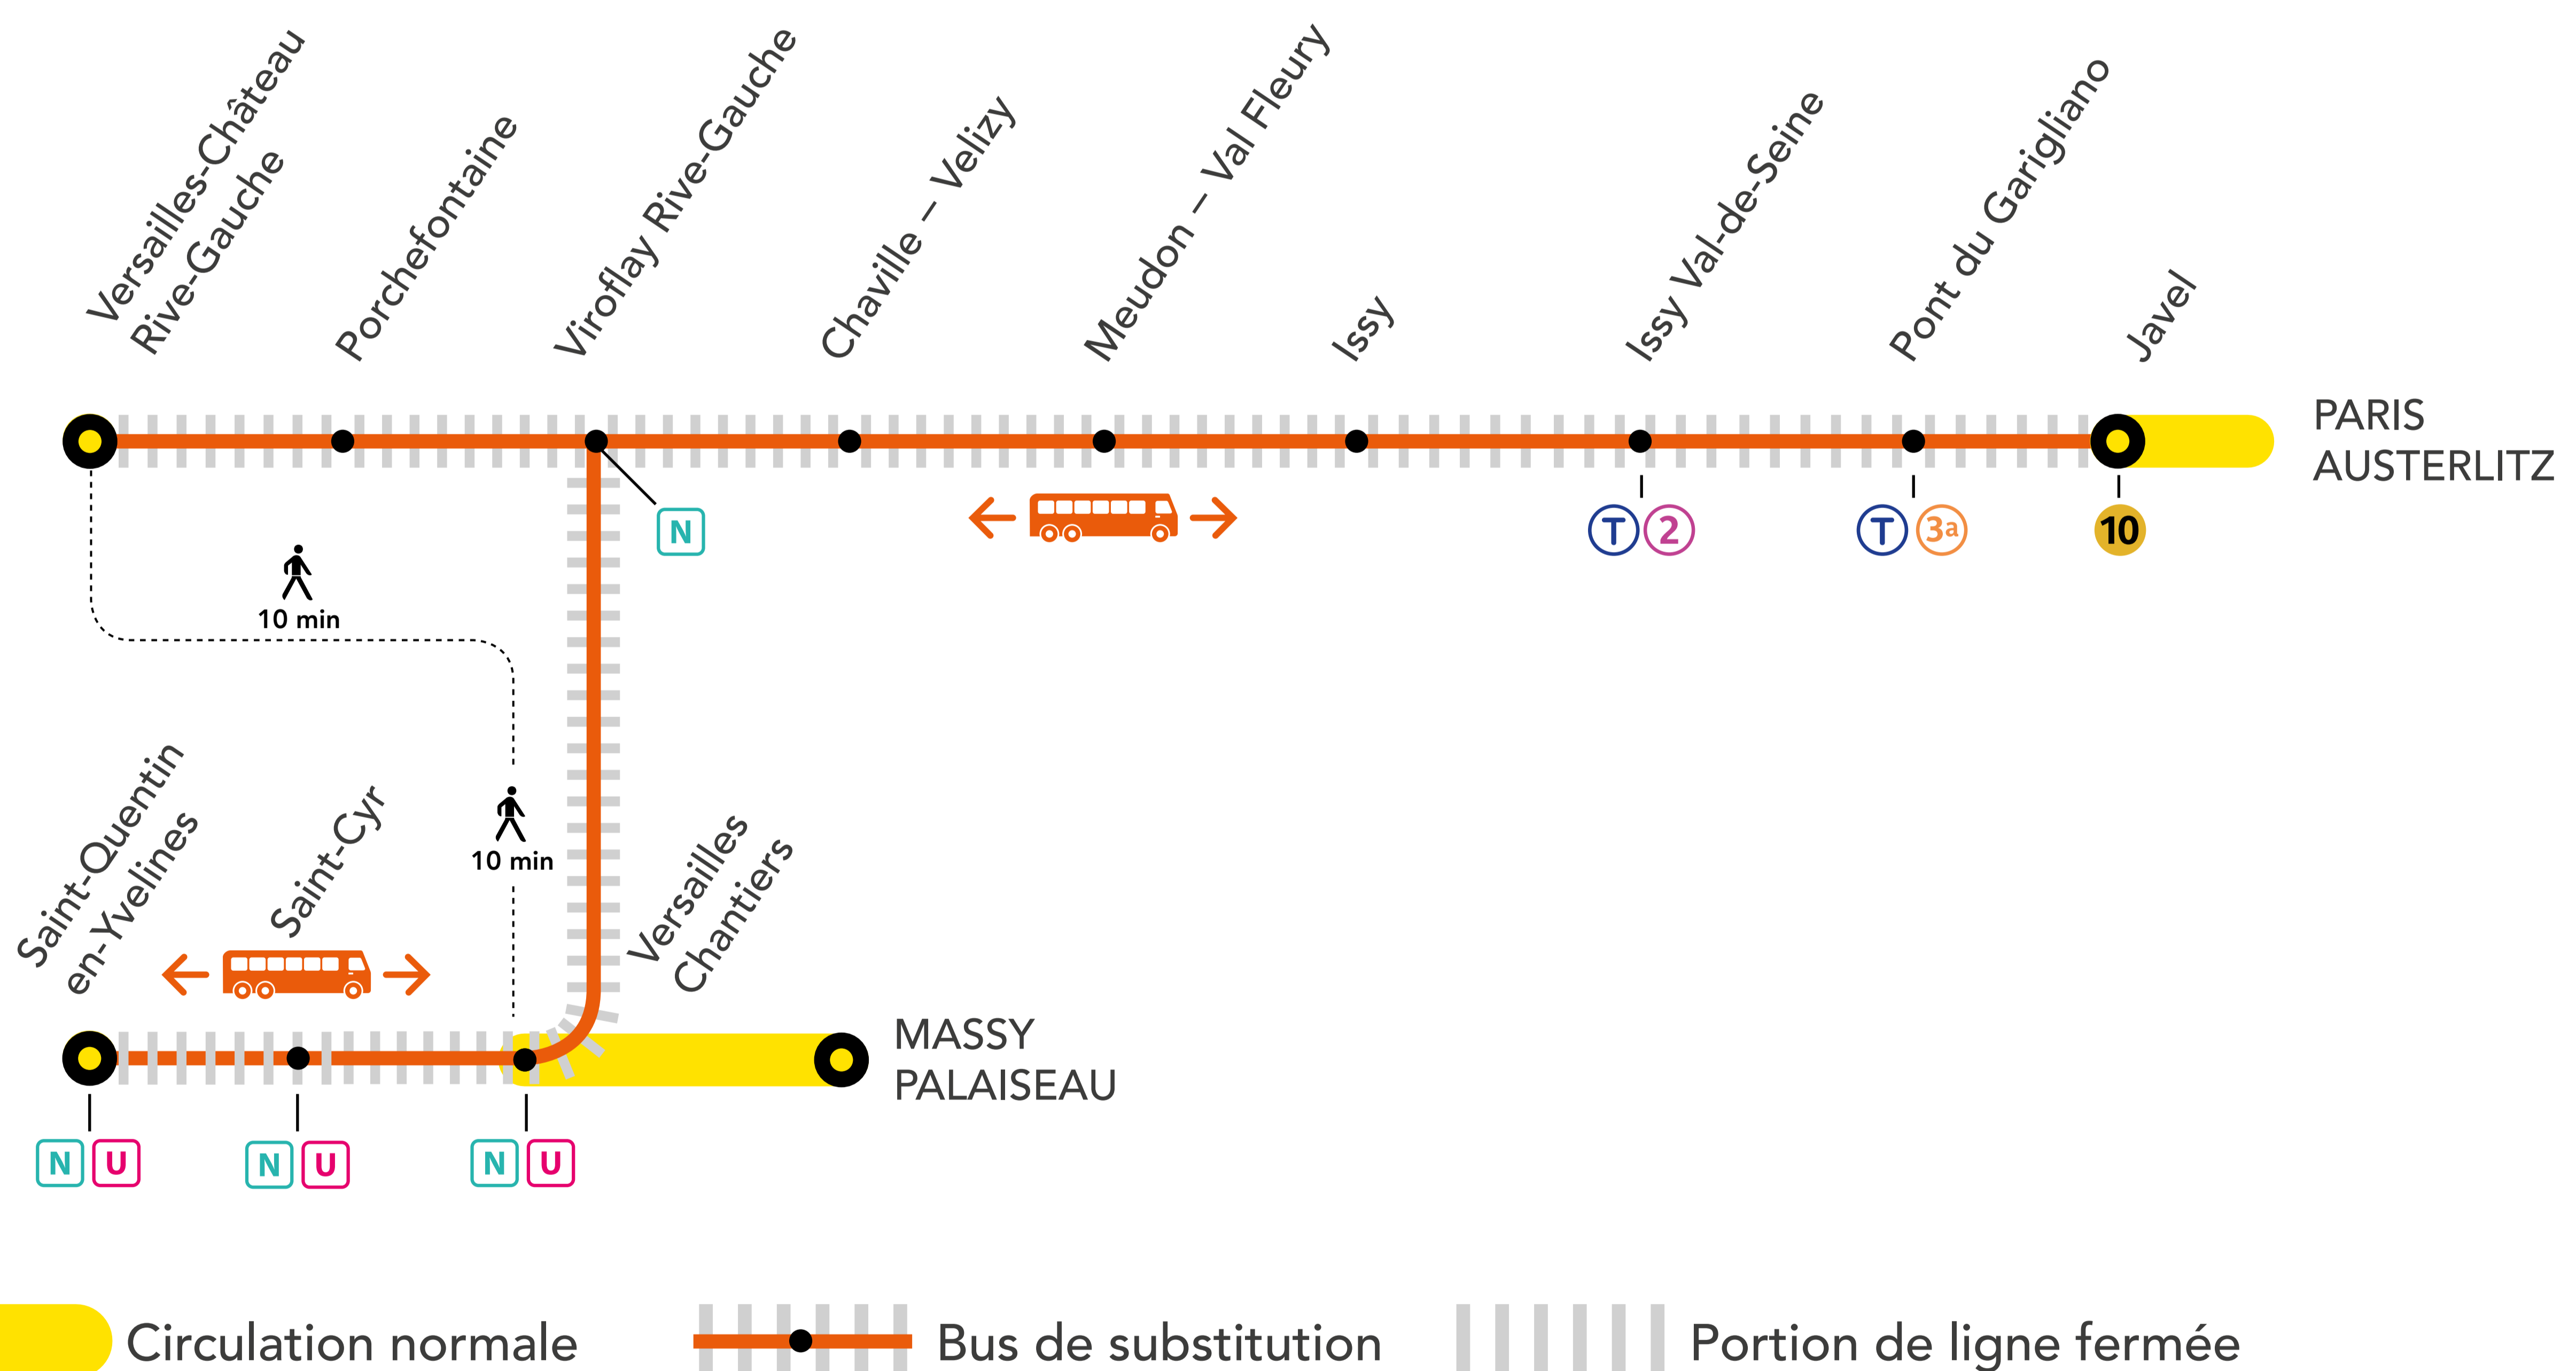 Versailles-Château
Rive-Gauche
Porchefontaine
Viroflay Rive-Gauche
Chaville – Velizy
Meudon – Val Fleury
Issy
Issy Val-de-Seine
Pont du Garigliano
Javel
PARIS
AUSTERLITZ
N
T 2
T 3a
10
10 min
10 min
Saint-Quentin
en-Yvelines
Saint-Cyr
Versailles
Chantiers
MASSY
PALAISEAU
N U
N U
N U
Circulation normale
Bus de substitution
Portion de ligne fermée